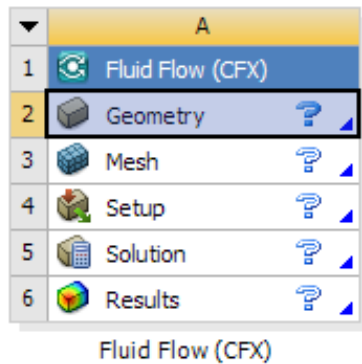 A
1 Fluid Flow (CFX)
2 Geometry ?
3 Mesh ?
4 Setup ?
5 Solution ?
6 Results ?
Fluid Flow (CFX)